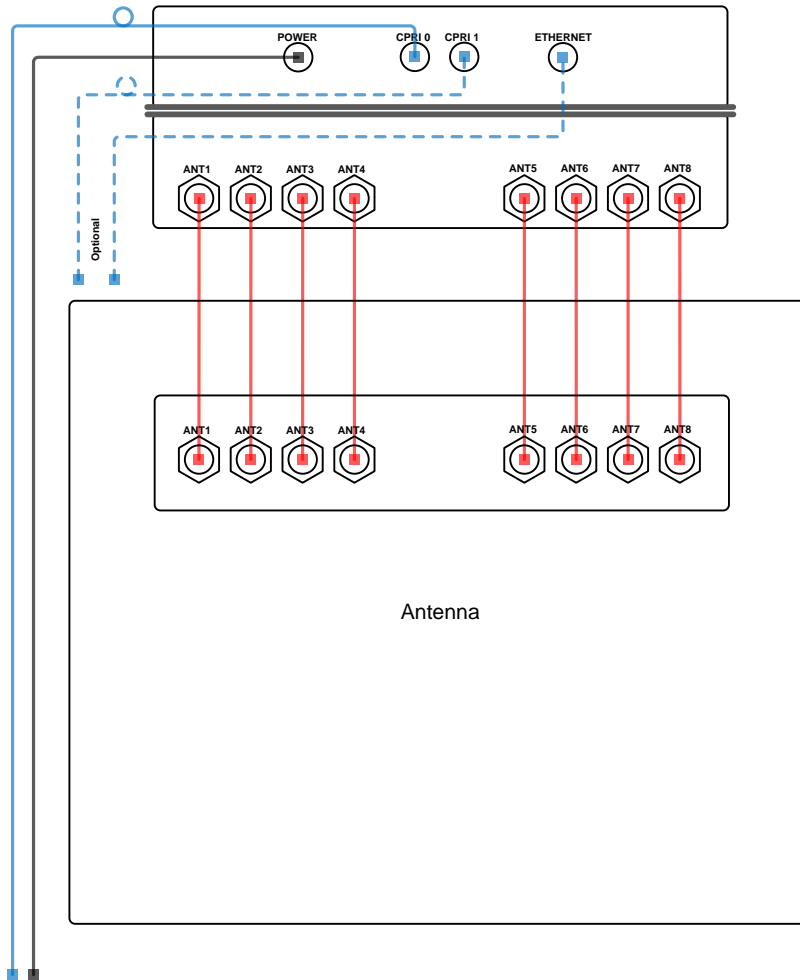 POWER
CPRI 0
CPRI 1
ETHERNET
ANT1
ANT2
ANT3
ANT4
ANT5
ANT6
ANT7
ANT8
Optional
ANT1
ANT2
ANT3
ANT4
ANT5
ANT6
ANT7
ANT8
Antenna